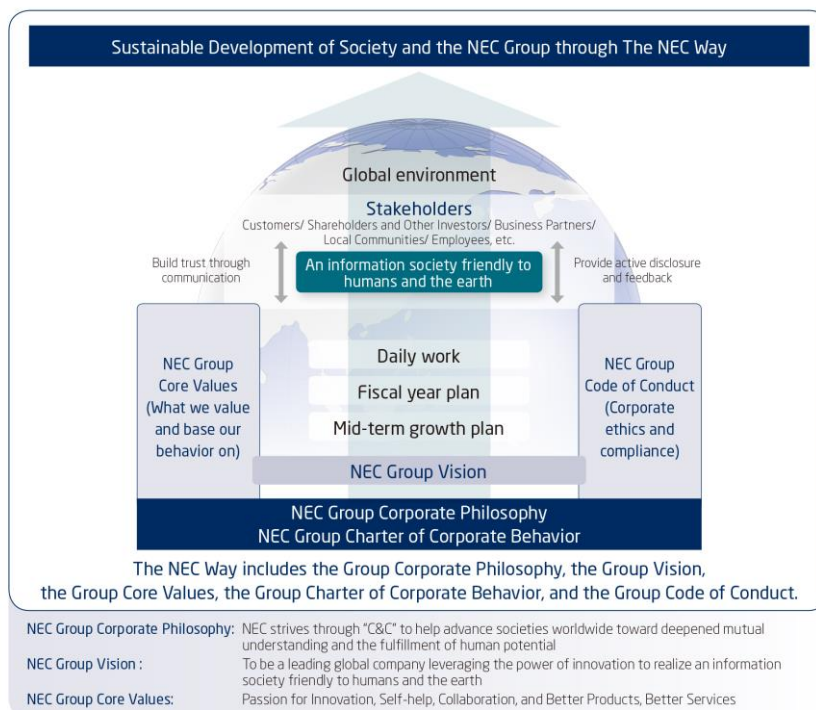 Sustainable Development of Society and the NEC Group through The NEC Way
Global environment
Stakeholders
Customers/ Shareholders and Other Investors/ Business Partners/
Local Communities/ Employees, etc.
Build trust through
communication
An information society friendly to
humans and the earth
Provide active disclosure
and feedback
NEC Group
Core Values
(What we value
and base our
behavior on)
Daily work
Fiscal year plan
Mid-term growth plan
NEC Group
Code of Conduct
(Corporate
ethics and
compliance)
NEC Group Vision
NEC Group Corporate Philosophy
NEC Group Charter of Corporate Behavior
The NEC Way includes the Group Corporate Philosophy, the Group Vision,
the Group Core Values, the Group Charter of Corporate Behavior, and the Group Code of Conduct.
NEC Group Corporate Philosophy: NEC strives through "C&C" to help advance societies worldwide toward deepened mutual
understanding and the fulfillment of human potential
NEC Group Vision : To be a leading global company leveraging the power of innovation to realize an information
society friendly to humans and the earth
NEC Group Core Values: Passion for Innovation, Self-help, Collaboration, and Better Products, Better Services